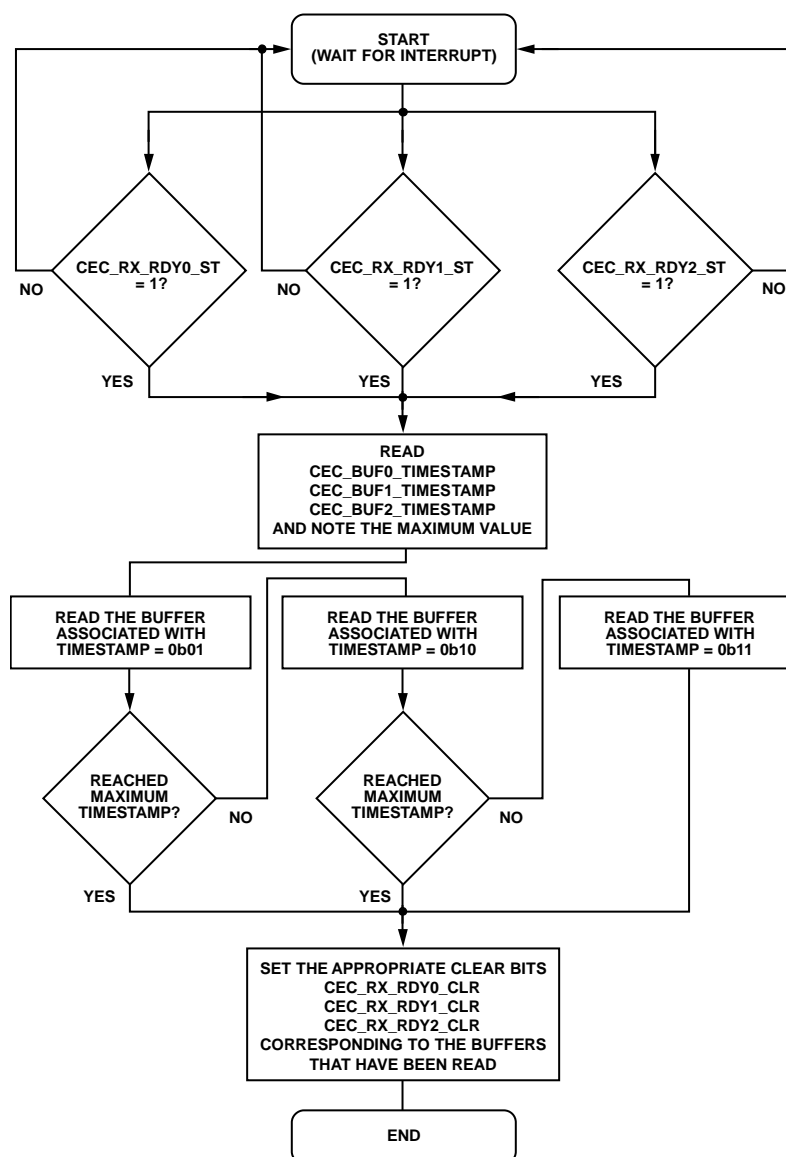 START
(WAIT FOR INTERRUPT)
CEC_RX_RDY0_ST
= 1?
CEC_RX_RDY1_ST
= 1?
CEC_RX_RDY2_ST
= 1?
NO
NO
NO
YES
YES
YES
READ
CEC_BUF0_TIMESTAMP
CEC_BUF1_TIMESTAMP
CEC_BUF2_TIMESTAMP
AND NOTE THE MAXIMUM VALUE
READ THE BUFFER
ASSOCIATED WITH
TIMESTAMP = 0b01
READ THE BUFFER
ASSOCIATED WITH
TIMESTAMP = 0b10
READ THE BUFFER
ASSOCIATED WITH
TIMESTAMP = 0b11
REACHED
MAXIMUM
TIMESTAMP?
NO
REACHED
MAXIMUM
TIMESTAMP?
NO
YES
YES
SET THE APPROPRIATE CLEAR BITS
CEC_RX_RDY0_CLR
CEC_RX_RDY1_CLR
CEC_RX_RDY2_CLR
CORRESPONDING TO THE BUFFERS
THAT HAVE BEEN READ
END